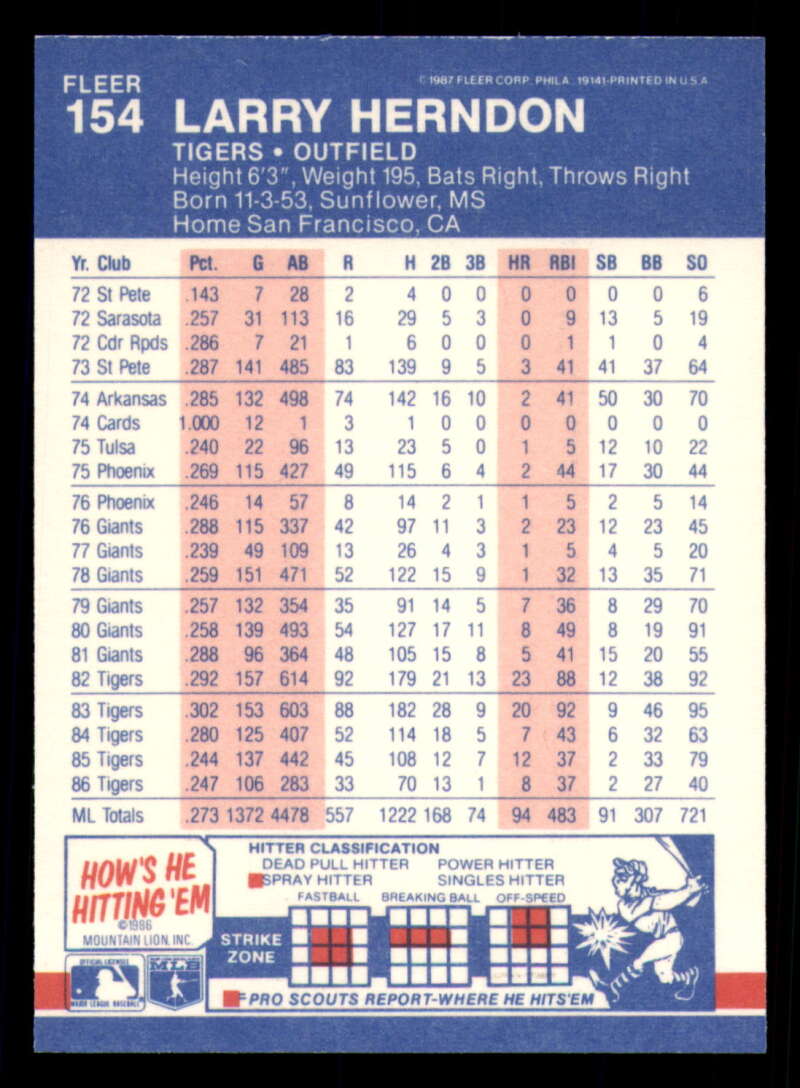 FLEER
© 1987 FLEER CORP. PHILA. 19141-PRINTED IN U.S.A
154 LARRY HERNDON
TIGERS • OUTFIELD
Height 6'3", Weight 195, Bats Right, Throws Right
Born 11-3-53, Sunflower, MS
Home San Francisco, CA
Yr. Club Pct. G AB R H 2B 3B HR RBI SB BB SO
72 St Pete .143 7 28 2 4 0 0 0 0 0 0 6
72 Sarasota .257 31 113 16 29 5 3 0 9 13 5 19
72 Cdr Rpds .286 7 21 1 6 0 0 0 1 1 0 4
73 St Pete .287 141 485 83 139 9 5 3 41 41 37 64
74 Arkansas .285 132 498 74 142 16 10 2 41 50 30 70
74 Cards 1.000 12 1 3 1 0 0 0 0 0 0 0
75 Tulsa .240 22 96 13 23 5 0 1 5 12 10 22
75 Phoenix .269 115 427 49 115 6 4 2 44 17 30 44
76 Phoenix .246 14 57 8 14 2 1 1 5 2 5 14
76 Giants .288 115 337 42 97 11 3 2 23 12 23 45
77 Giants .239 49 109 13 26 4 3 1 5 4 5 20
78 Giants .259 151 471 52 122 15 9 1 32 13 35 71
79 Giants .257 132 354 35 91 14 5 7 36 8 29 70
80 Giants .258 139 493 54 127 17 11 8 49 8 19 91
81 Giants .288 96 364 48 105 15 8 5 41 15 20 55
82 Tigers .292 157 614 92 179 21 13 23 88 12 38 92
83 Tigers .302 153 603 88 182 28 9 20 92 9 46 95
84 Tigers .280 125 407 52 114 18 5 7 43 6 32 63
85 Tigers .244 137 442 45 108 12 7 12 37 2 33 79
86 Tigers .247 106 283 33 70 13 1 8 37 2 27 40
ML Totals .273 1372 4478 557 1222 168 74 94 483 91 307 721
HOW'S HE
HITTING 'EM
©1986
MOUNTAIN LION, INC.
HITTER CLASSIFICATION
DEAD PULL HITTER POWER HITTER
SPRAY HITTER SINGLES HITTER
FASTBALL BREAKING BALL OFF-SPEED
STRIKE
ZONE
=PRO SCOUTS REPORT-WHERE HE HITS'EM
OFFICIAL LICENSEE
MAJOR LEAGUE BASEBALL
MLB